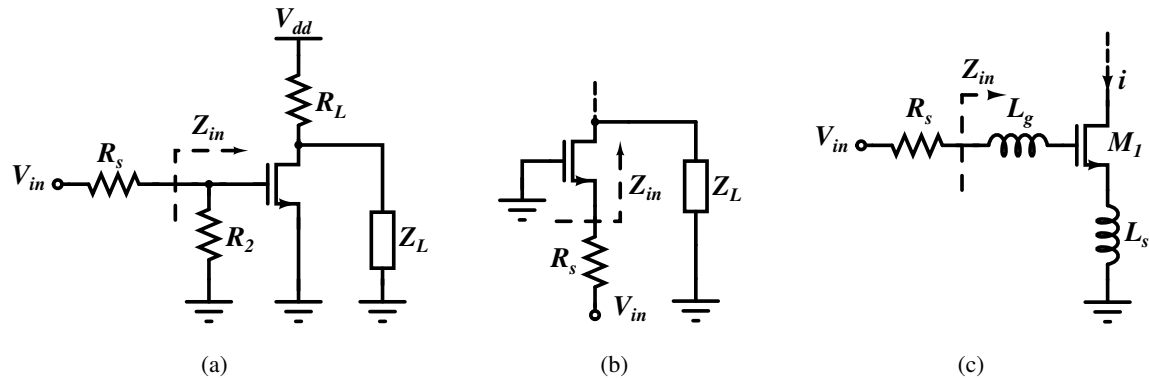 V_dd
R_L
Z_in
R_s
V_in
R_2
Z_L
(a)
Z_in
Z_L
R_s
V_in
(b)
Z_in
i
R_s
L_g
V_in
M_1
L_s
(c)